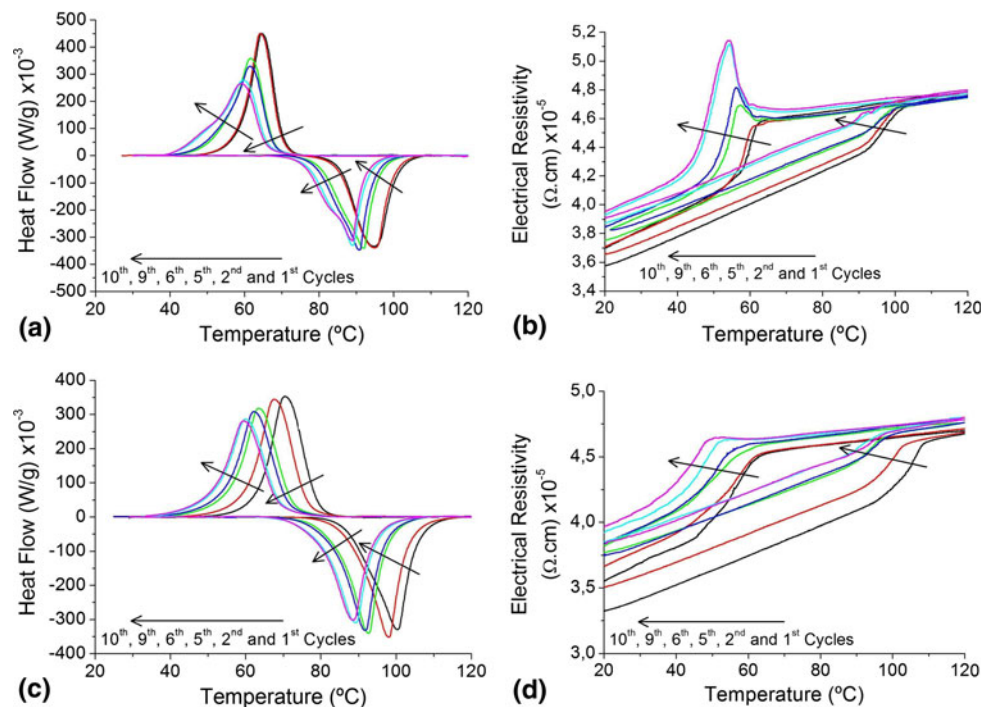 500
400
300
200
100
0
-100
-200
-300
-400
-500
Heat Flow (W/g) x10⁻³
10th, 9th, 6th, 5th, 2nd and 1st Cycles
20 40 60 80 100 120
Temperature (ºC)
(a)
5,2
5,0
4,8
4,6
4,4
4,2
4,0
3,8
3,6
3,4
Electrical Resistivity
(Ω.cm) x10⁻⁵
10th, 9th, 6th, 5th, 2nd and 1st Cycles
20 40 60 80 100 120
Temperature (ºC)
(b)
400
300
200
100
0
-100
-200
-300
-400
Heat Flow (W/g) x10⁻³
10th, 9th, 6th, 5th, 2nd and 1st Cycles
20 40 60 80 100 120
Temperature (ºC)
(c)
5,0
4,5
4,0
3,5
3,0
Electrical Resistivity
(Ω.cm) x10⁻⁵
10th, 9th, 6th, 5th, 2nd and 1st Cycles
20 40 60 80 100 120
Temperature (ºC)
(d)